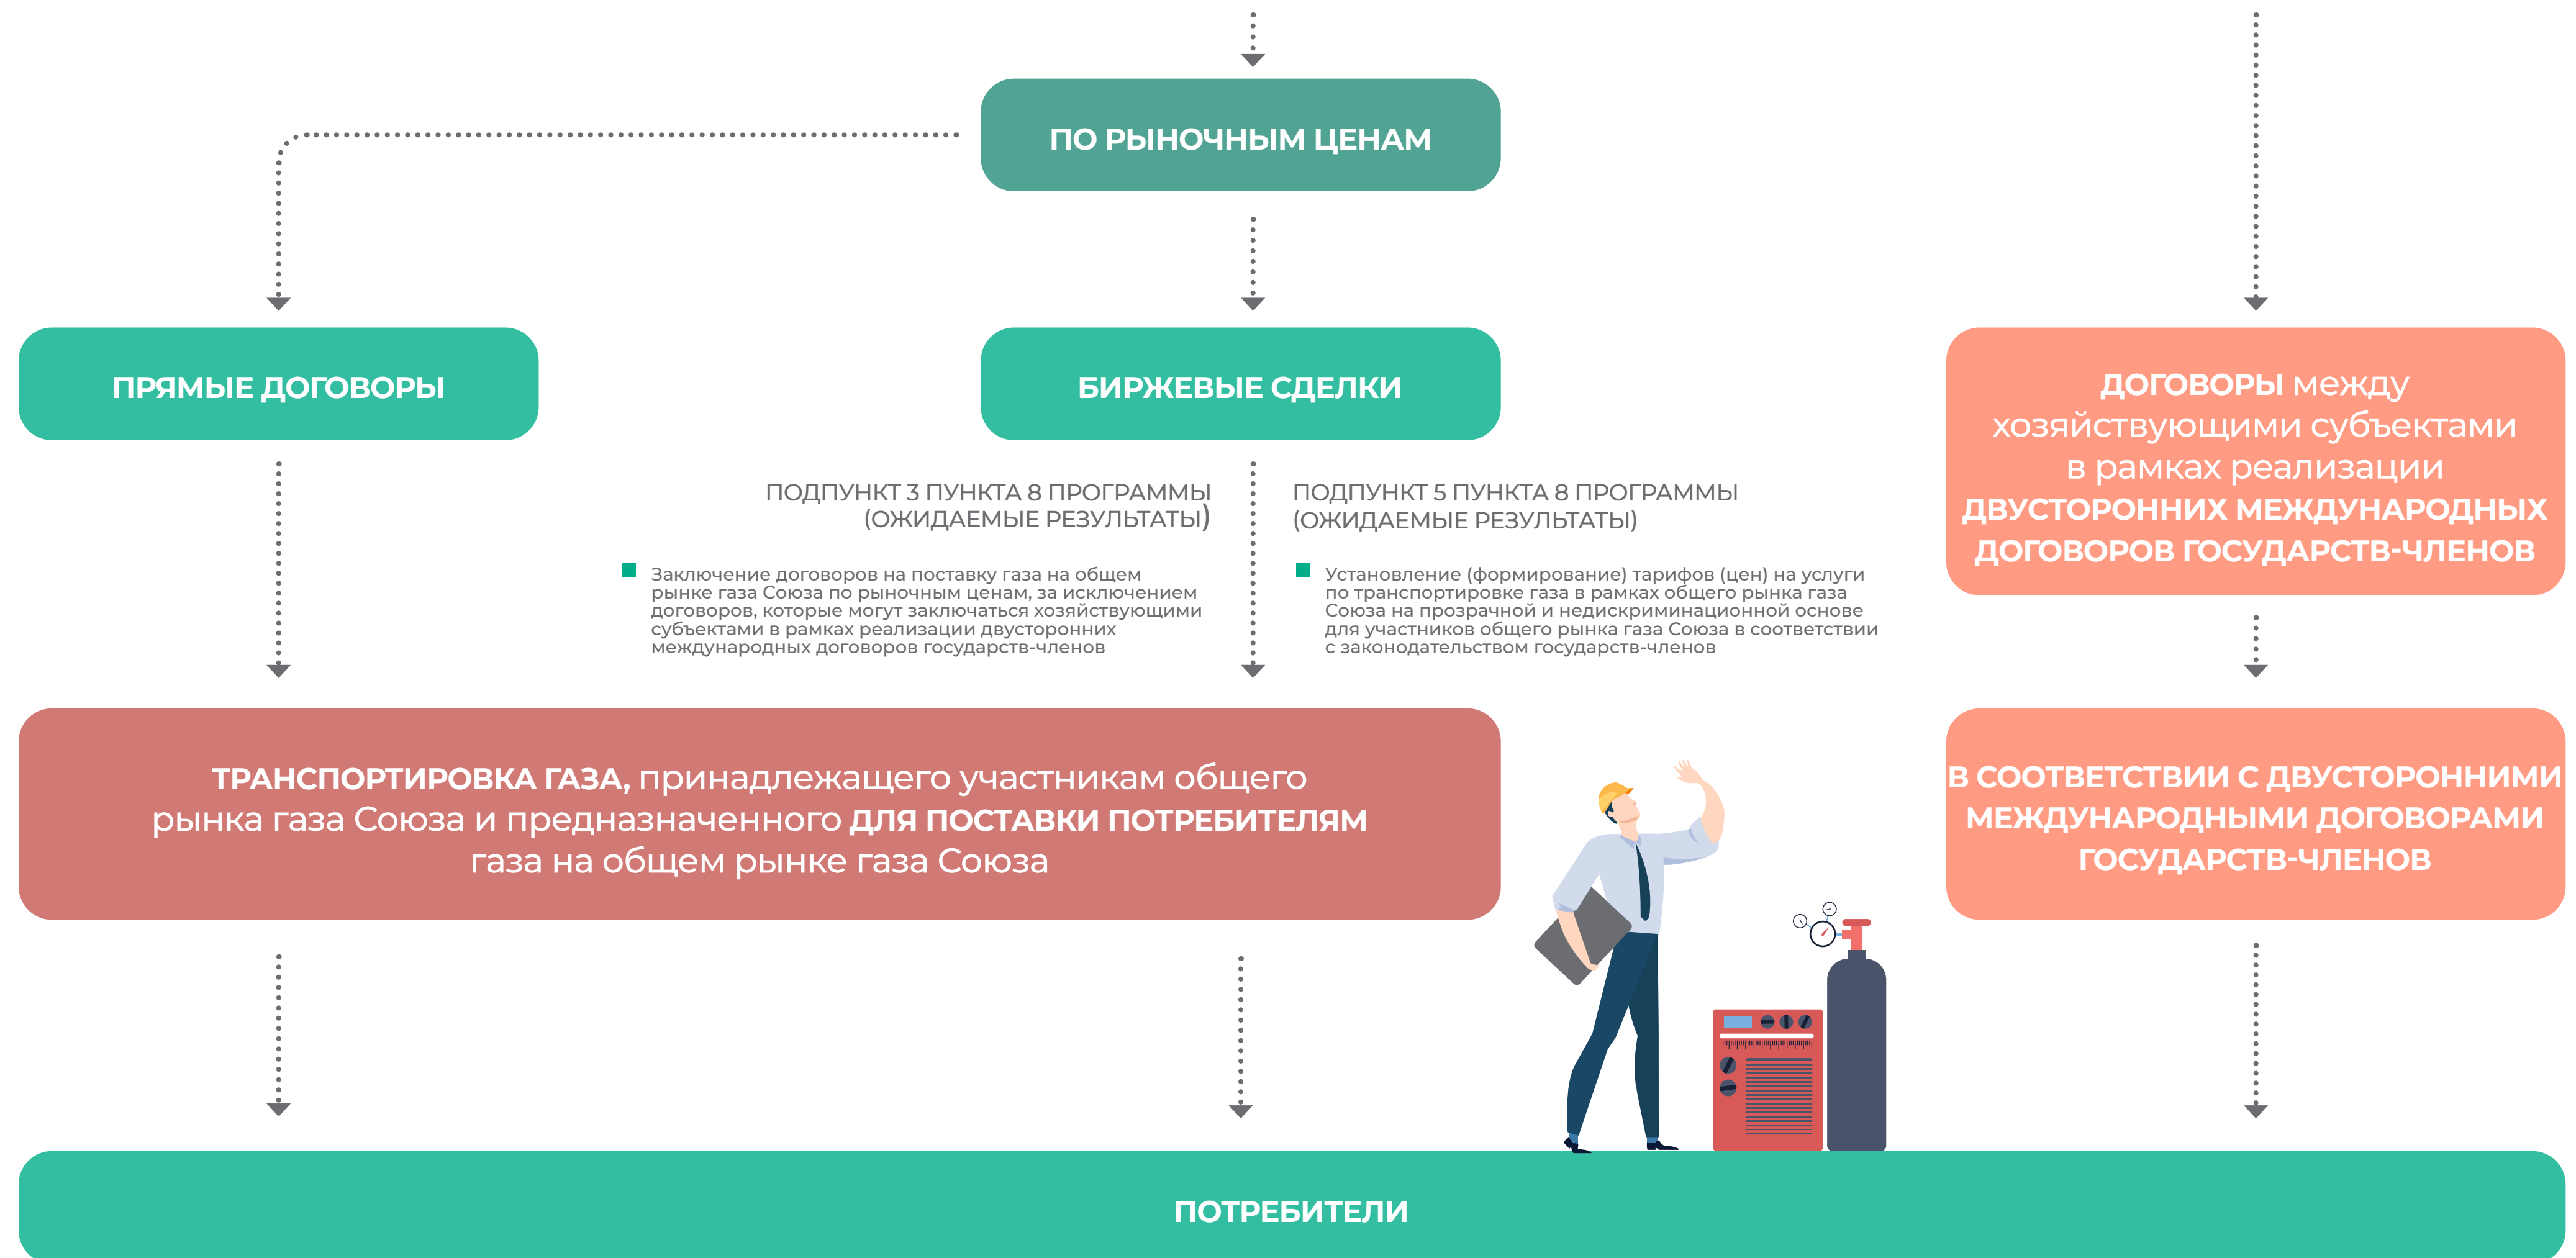 ПО РЫНОЧНЫМ ЦЕНАМ
ПРЯМЫЕ ДОГОВОРЫ
БИРЖЕВЫЕ СДЕЛКИ
ДОГОВОРЫ между
хозяйствующими субъектами
в рамках реализации
ДВУСТОРОННИХ МЕЖДУНАРОДНЫХ
ДОГОВОРОВ ГОСУДАРСТВ-ЧЛЕНОВ
ПОДПУНКТ 3 ПУНКТА 8 ПРОГРАММЫ
(ОЖИДАЕМЫЕ РЕЗУЛЬТАТЫ)
Заключение договоров на поставку газа на общем
рынке газа Союза по рыночным ценам, за исключением
договоров, которые могут заключаться хозяйствующими
субъектами в рамках реализации двусторонних
международных договоров государств-членов
ПОДПУНКТ 5 ПУНКТА 8 ПРОГРАММЫ
(ОЖИДАЕМЫЕ РЕЗУЛЬТАТЫ)
Установление (формирование) тарифов (цен) на услуги
по транспортировке газа в рамках общего рынка газа
Союза на прозрачной и недискриминационной основе
для участников общего рынка газа Союза в соответствии
с законодательством государств-членов
ТРАНСПОРТИРОВКА ГАЗА, принадлежащего участникам общего
рынка газа Союза и предназначенного ДЛЯ ПОСТАВКИ ПОТРЕБИТЕЛЯМ
газа на общем рынке газа Союза
В СООТВЕТСТВИИ С ДВУСТОРОННИМИ
МЕЖДУНАРОДНЫМИ ДОГОВОРАМИ
ГОСУДАРСТВ-ЧЛЕНОВ
ПОТРЕБИТЕЛИ